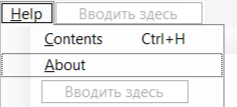 Help Вводить здесь
Contents Ctrl+H
About
Вводить здесь